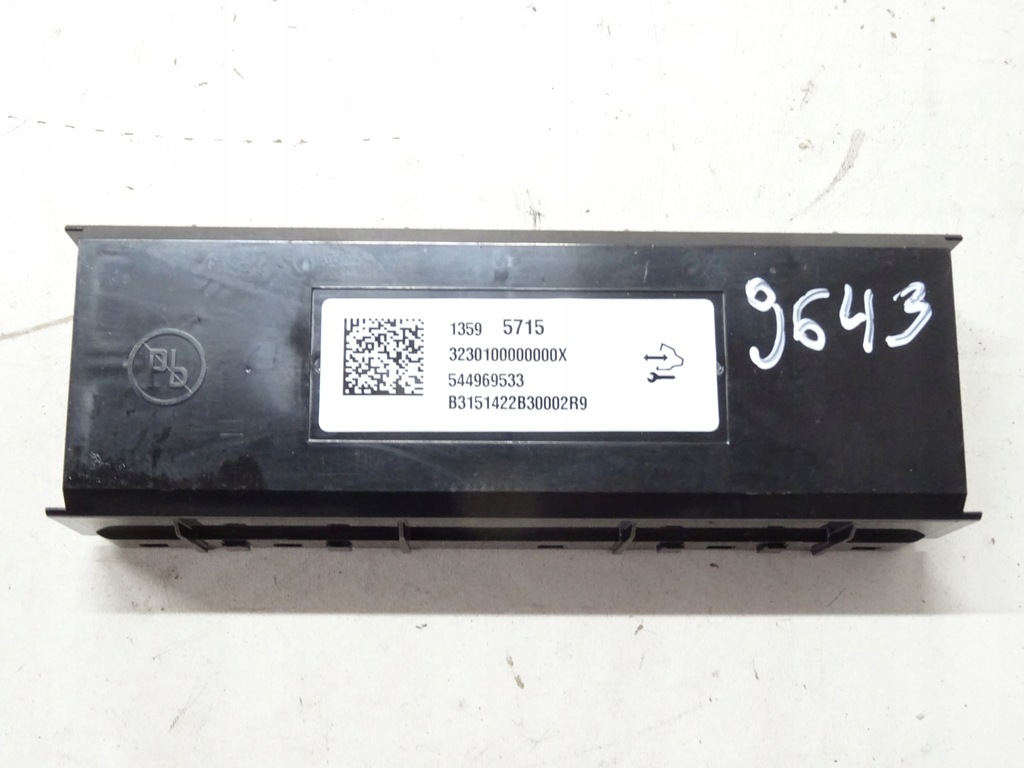 Pb
1359 5715
3230100000000X
544969533
B3151422B30002R9
9643